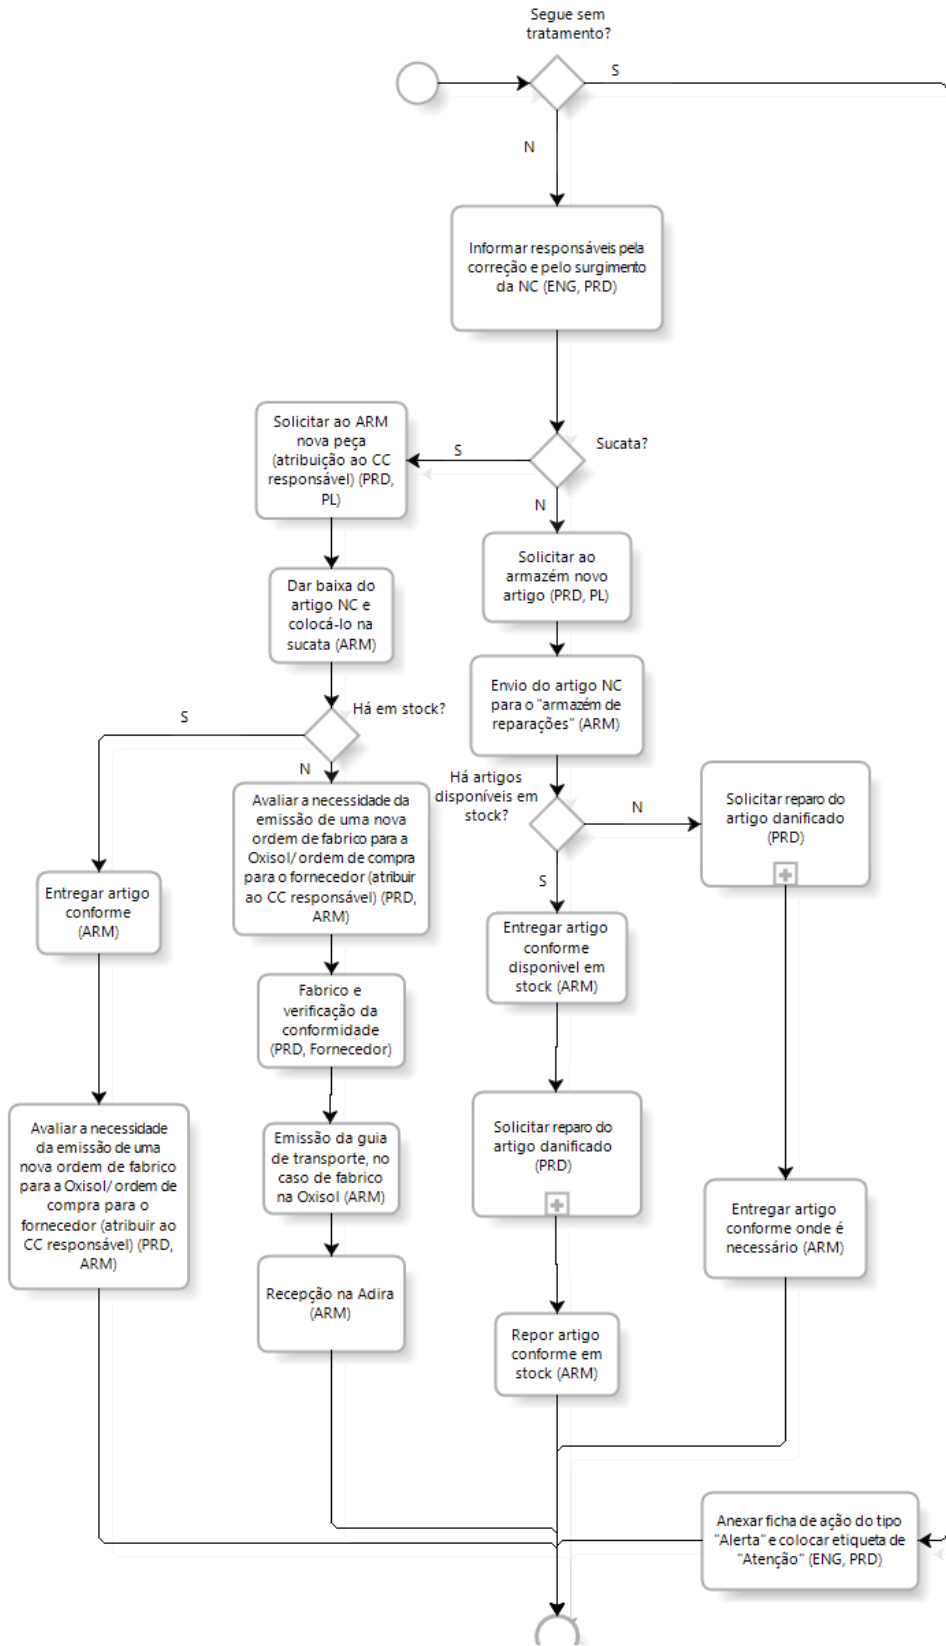 Segue sem
tratamento?
S
N
Informar responsáveis pela
correção e pelo surgimento
da NC (ENG, PRD)
Sucata?
S
N
Solicitar ao ARM
nova peça
(atribuição ao CC
responsável) (PRD,
PL)
Dar baixa do
artigo NC e
colocá-lo na
sucata (ARM)
Há em stock?
S
N
Entregar artigo
conforme
(ARM)
Avaliar a necessidade
da emissão de uma
nova ordem de fabrico
para a Oxisol/ ordem de
compra para o
fornecedor (atribuir ao
CC responsável) (PRD,
ARM)
Avaliar a necessidade da
emissão de uma nova
ordem de fabrico para a
Oxisol/ ordem de compra
para o fornecedor (atribuir
ao CC responsável) (PRD,
ARM)
Fabrico e
verificação da
conformidade
(PRD, Fornecedor)
Emissão da guia
de transporte, no
caso de fabrico
na Oxisol (ARM)
Recepção na Adira
(ARM)
Solicitar ao
armazém novo
artigo (PRD, PL)
Envio do artigo NC
para o "armazém de
reparações" (ARM)
Há artigos
disponíveis em
stock?
N
S
Entregar artigo
conforme
disponivel em
stock (ARM)
Solicitar reparo do
artigo danificado
(PRD)
Repor artigo
conforme em
stock (ARM)
Solicitar reparo do
artigo danificado
(PRD)
Entregar artigo
conforme onde é
necessário (ARM)
Anexar ficha de ação do tipo
"Alerta" e colocar etiqueta de
"Atenção" (ENG, PRD)